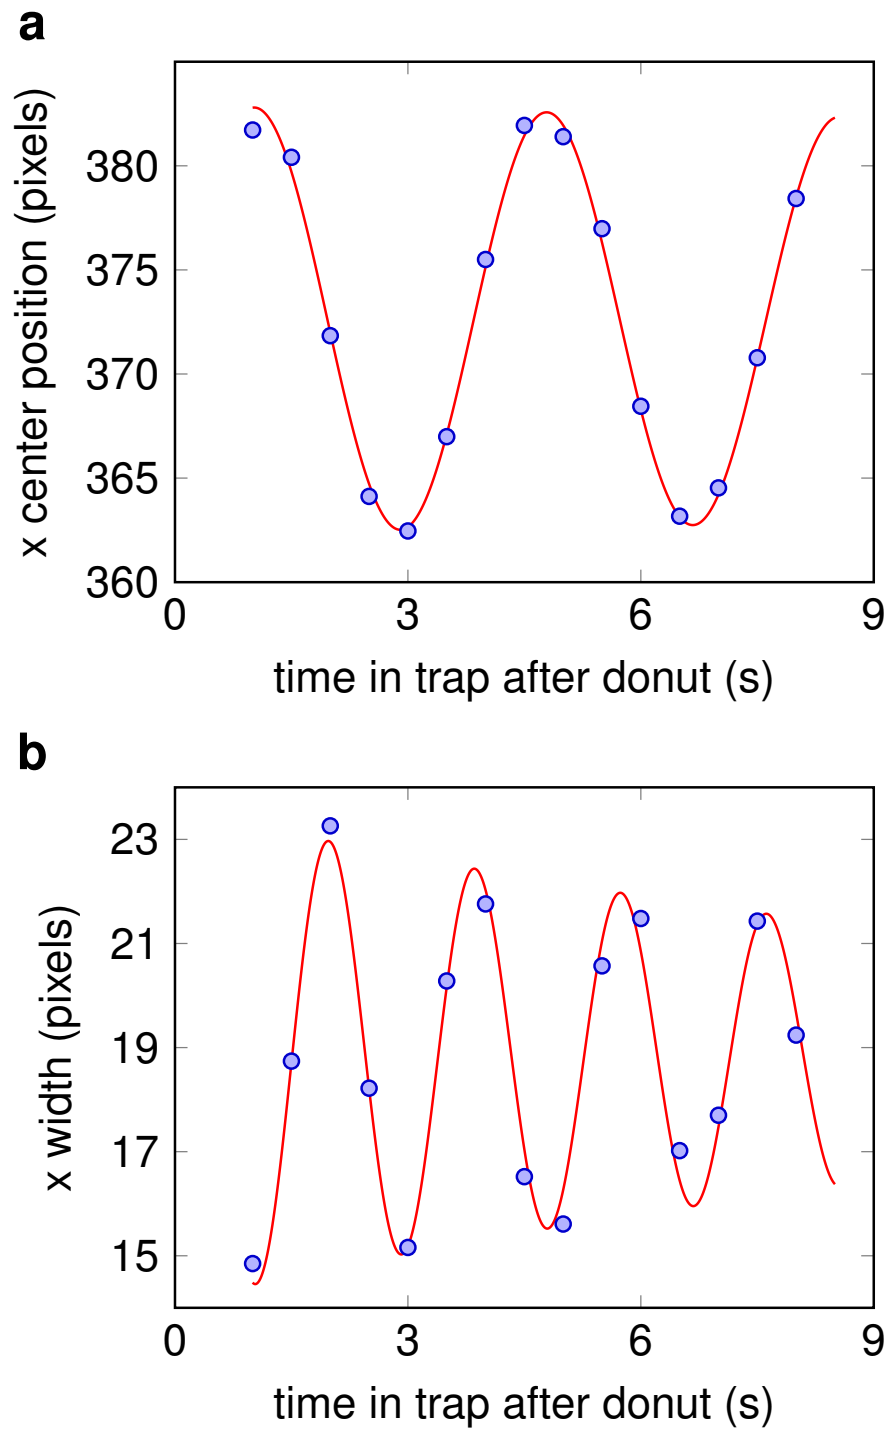 a
x center position (pixels)
380
375
370
365
360
0 3 6 9
time in trap after donut (s)
b
x width (pixels)
23
21
19
17
15
0 3 6 9
time in trap after donut (s)